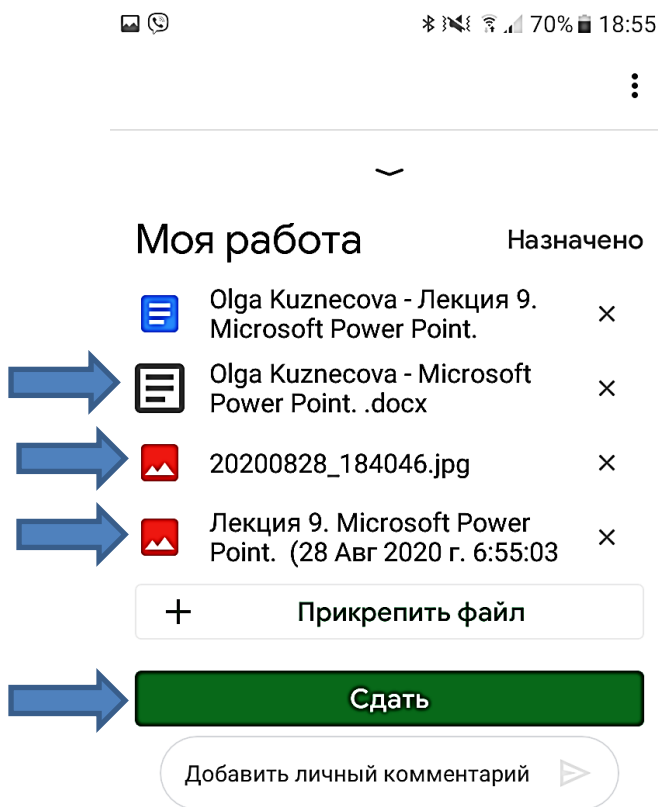 70% 18:55
Моя работа
Назначено
Olga Kuznecova - Лекция 9.
Microsoft Power Point.
Olga Kuznecova - Microsoft
Power Point. .docx
20200828_184046.jpg
Лекция 9. Microsoft Power
Point. (28 Авг 2020 г. 6:55:03
Прикрепить файл
Сдать
Добавить личный комментарий